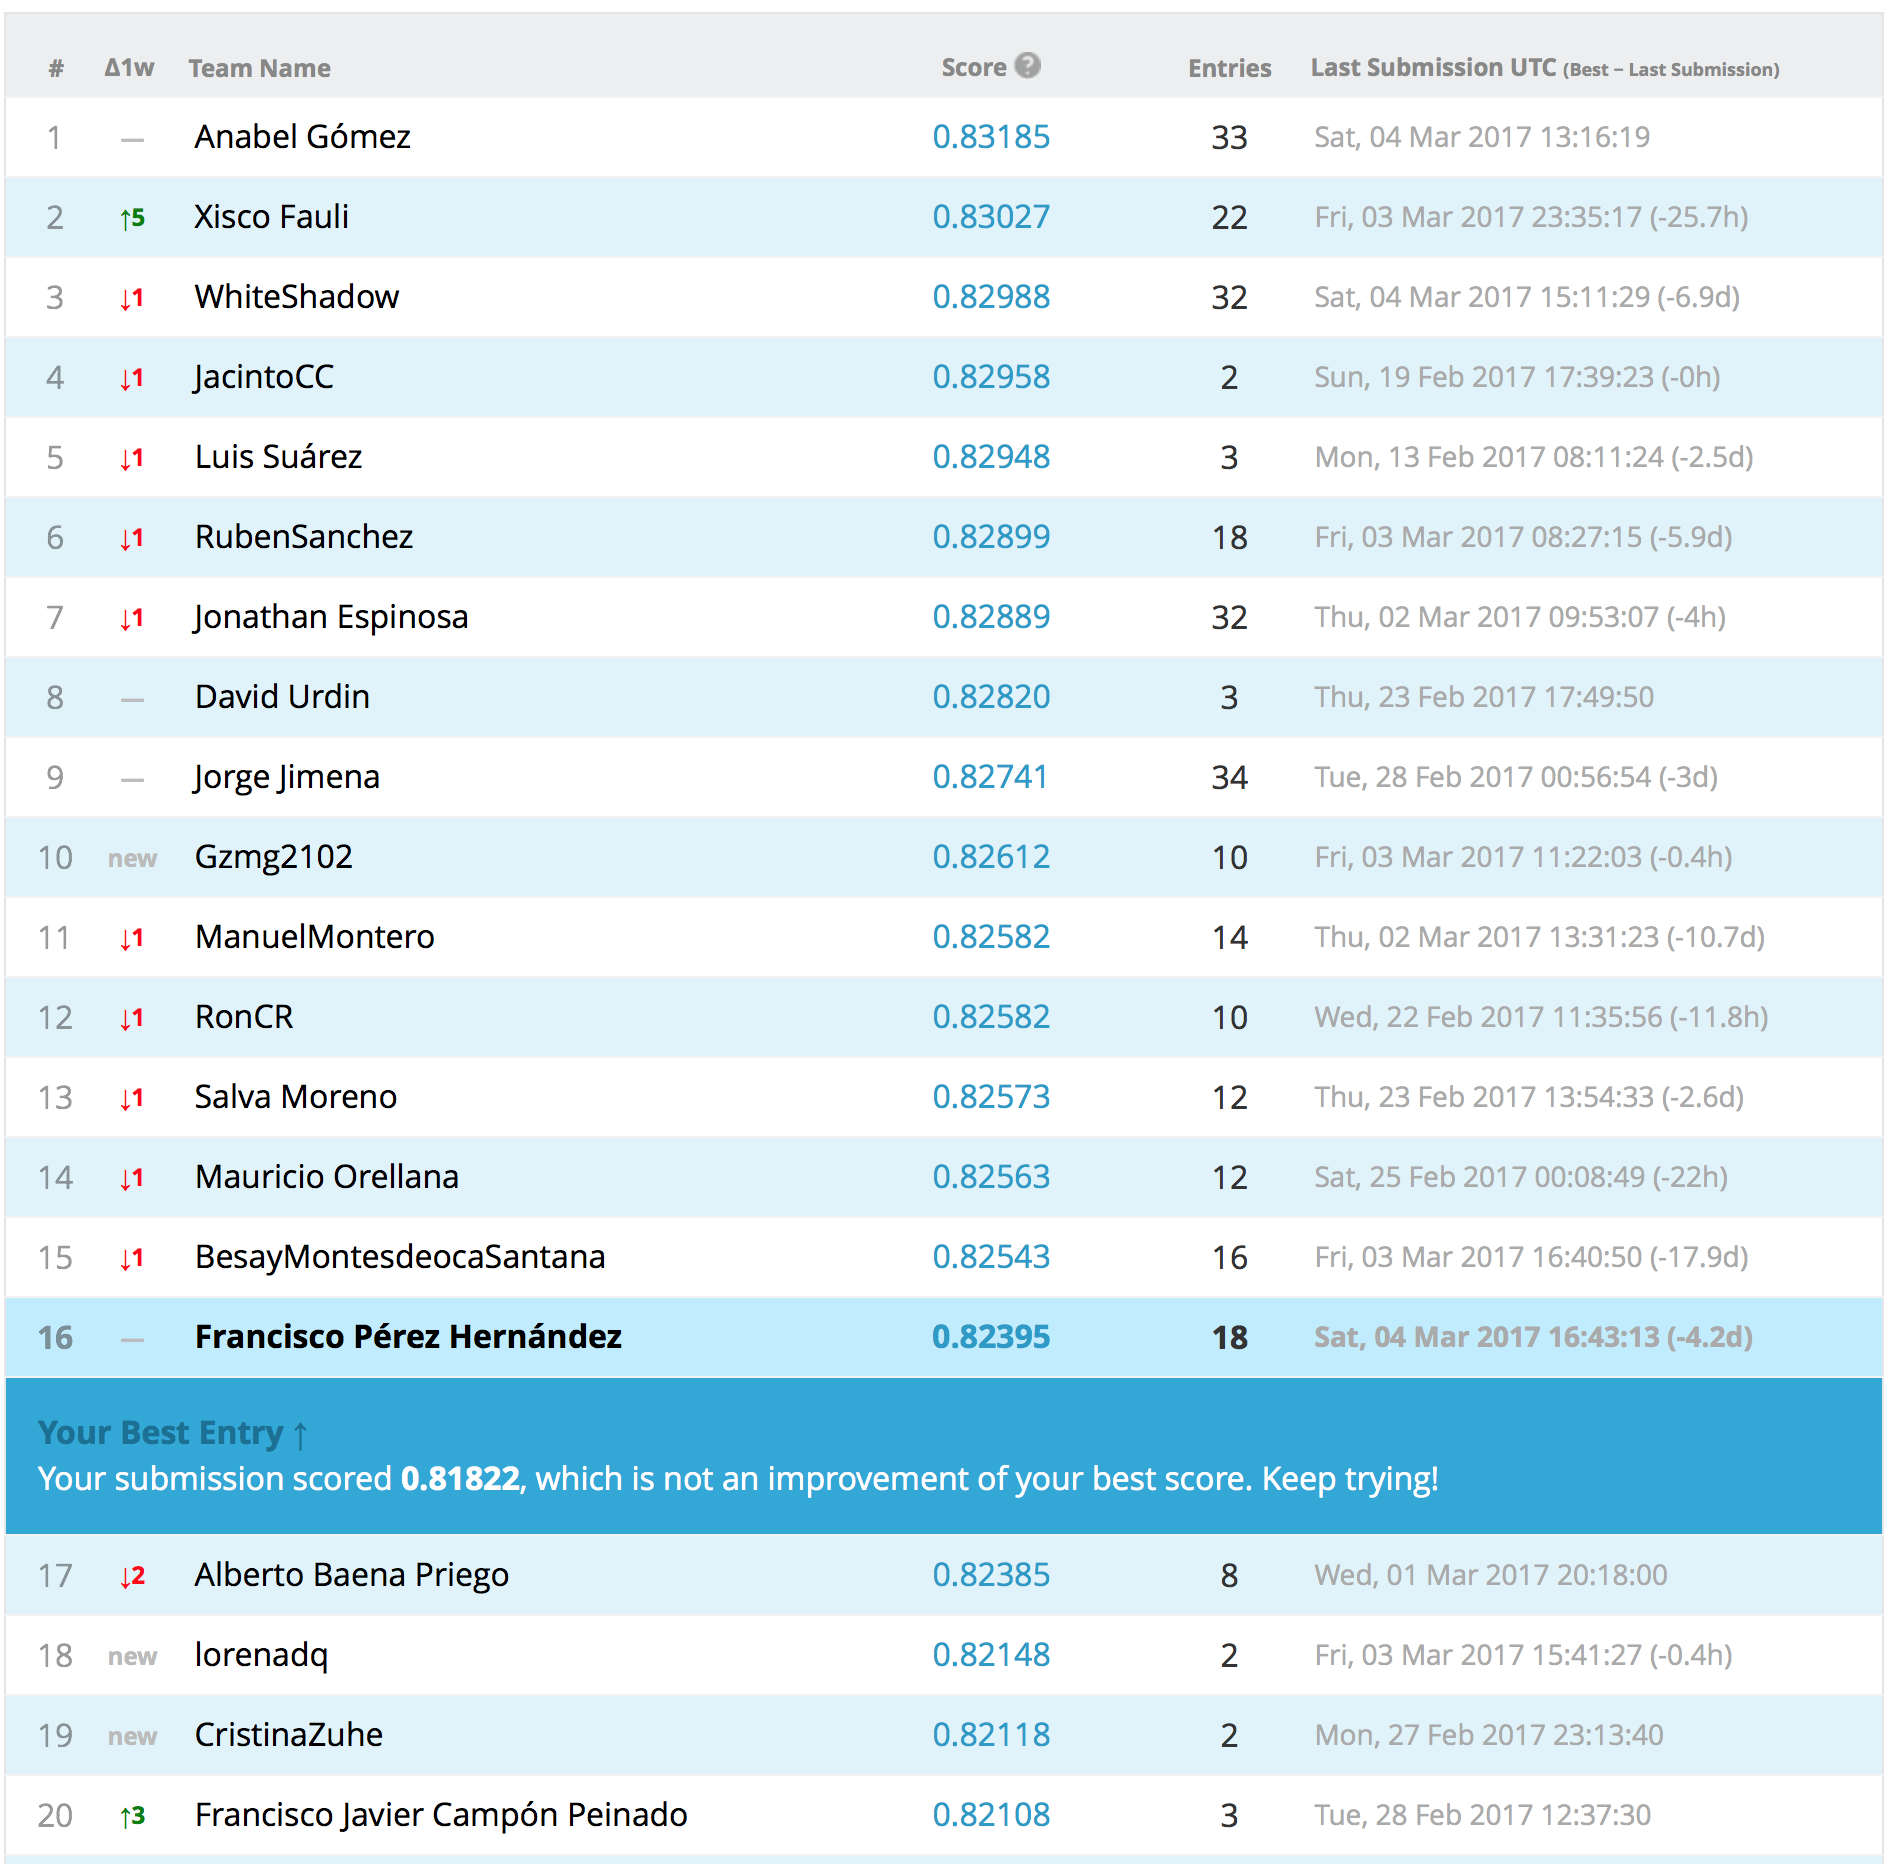 # Δ1w Team Name Score ? Entries Last Submission UTC (Best − Last Submission)
1 — Anabel Gómez 0.83185 33 Sat, 04 Mar 2017 13:16:19
2 ↑5 Xisco Fauli 0.83027 22 Fri, 03 Mar 2017 23:35:17 (-25.7h)
3 ↓1 WhiteShadow 0.82988 32 Sat, 04 Mar 2017 15:11:29 (-6.9d)
4 ↓1 JacintoCC 0.82958 2 Sun, 19 Feb 2017 17:39:23 (-0h)
5 ↓1 Luis Suárez 0.82948 3 Mon, 13 Feb 2017 08:11:24 (-2.5d)
6 ↓1 RubenSanchez 0.82899 18 Fri, 03 Mar 2017 08:27:15 (-5.9d)
7 ↓1 Jonathan Espinosa 0.82889 32 Thu, 02 Mar 2017 09:53:07 (-4h)
8 — David Urdin 0.82820 3 Thu, 23 Feb 2017 17:49:50
9 — Jorge Jimena 0.82741 34 Tue, 28 Feb 2017 00:56:54 (-3d)
10 new Gzmg2102 0.82612 10 Fri, 03 Mar 2017 11:22:03 (-0.4h)
11 ↓1 ManuelMontero 0.82582 14 Thu, 02 Mar 2017 13:31:23 (-10.7d)
12 ↓1 RonCR 0.82582 10 Wed, 22 Feb 2017 11:35:56 (-11.8h)
13 ↓1 Salva Moreno 0.82573 12 Thu, 23 Feb 2017 13:54:33 (-2.6d)
14 ↓1 Mauricio Orellana 0.82563 12 Sat, 25 Feb 2017 00:08:49 (-22h)
15 ↓1 BesayMontesdeocaSantana 0.82543 16 Fri, 03 Mar 2017 16:40:50 (-17.9d)
16 — Francisco Pérez Hernández 0.82395 18 Sat, 04 Mar 2017 16:43:13 (-4.2d)
Your Best Entry ↑
Your submission scored 0.81822, which is not an improvement of your best score. Keep trying!
17 ↓2 Alberto Baena Priego 0.82385 8 Wed, 01 Mar 2017 20:18:00
18 new lorenadq 0.82148 2 Fri, 03 Mar 2017 15:41:27 (-0.4h)
19 new CristinaZuhe 0.82118 2 Mon, 27 Feb 2017 23:13:40
20 ↑3 Francisco Javier Campón Peinado 0.82108 3 Tue, 28 Feb 2017 12:37:30